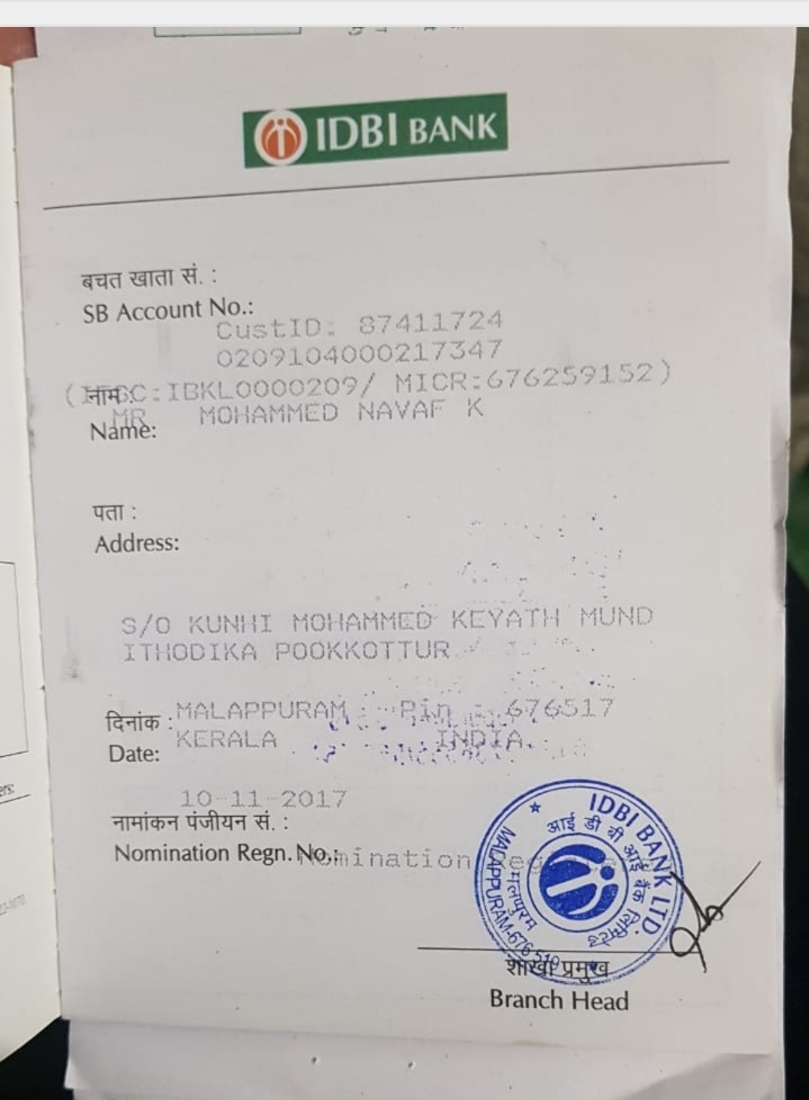 IDBI BANK
बचत खाता सं. :
SB Account No.:
CustID: 87411724
0209104000217347
नाम
(IFSC:IBKL0000209/ MICR:676259152)
MR MOHAMMED NAVAF K
Name:
पता :
Address:
S/O KUNHI MOHAMMED KEYATH MUND
ITHODIKA POOKKOTTUR
दिनांक : MALAPPURAM Pin : 676517
Date: KERALA INDIA.
10-11-2017
नामांकन पंजीयन सं. :
Nomination Regn. No.: Nomination
IDBI BANK LTD.
आई डी बी आई बैंक लिमिटेड
मलप्पुरम
MALAPPURAM-676 519
शाखा प्रमुख
Branch Head